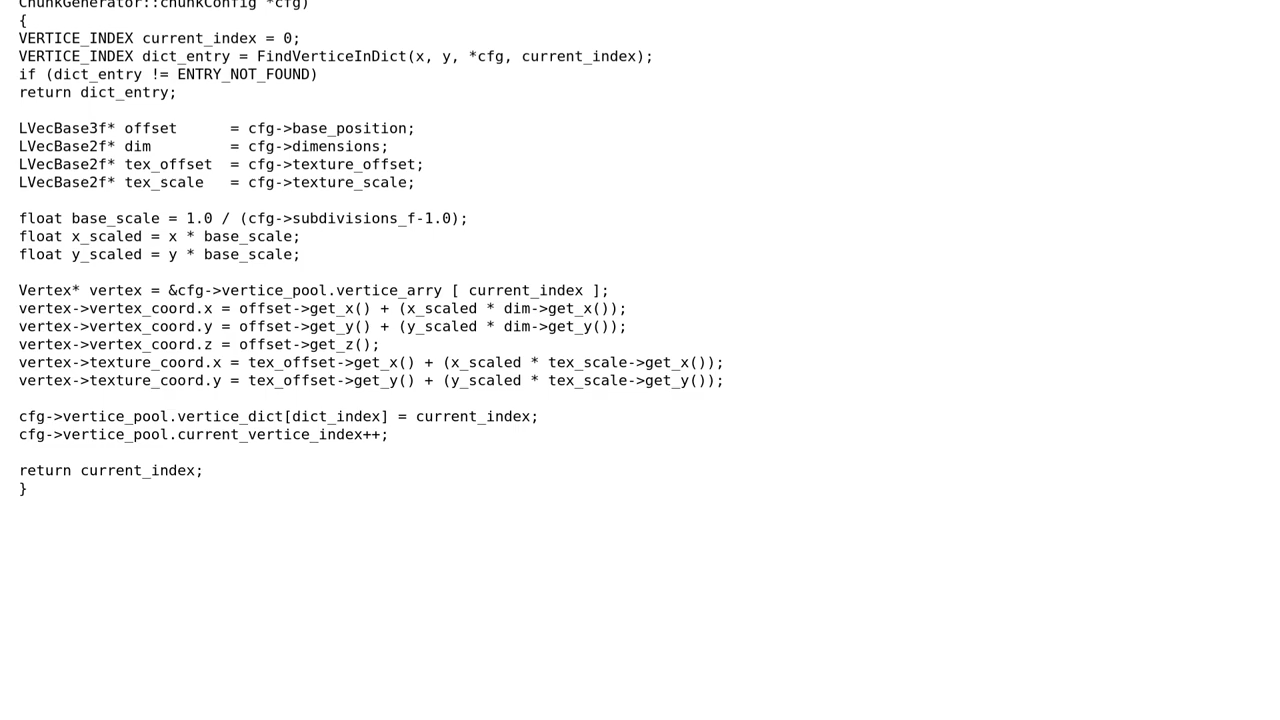 ChunkGenerator::chunkConfig *cfg)
{
VERTICE_INDEX current_index = 0;
VERTICE_INDEX dict_entry = FindVerticeInDict(x, y, *cfg, current_index);
if (dict_entry != ENTRY_NOT_FOUND)
return dict_entry;

LVecBase3f* offset      = cfg->base_position;
LVecBase2f* dim         = cfg->dimensions;
LVecBase2f* tex_offset  = cfg->texture_offset;
LVecBase2f* tex_scale   = cfg->texture_scale;

float base_scale = 1.0 / (cfg->subdivisions_f-1.0);
float x_scaled = x * base_scale;
float y_scaled = y * base_scale;

Vertex* vertex = &cfg->vertice_pool.vertice_arry [ current_index ];
vertex->vertex_coord.x = offset->get_x() + (x_scaled * dim->get_x());
vertex->vertex_coord.y = offset->get_y() + (y_scaled * dim->get_y());
vertex->vertex_coord.z = offset->get_z();
vertex->texture_coord.x = tex_offset->get_x() + (x_scaled * tex_scale->get_x());
vertex->texture_coord.y = tex_offset->get_y() + (y_scaled * tex_scale->get_y());

cfg->vertice_pool.vertice_dict[dict_index] = current_index;
cfg->vertice_pool.current_vertice_index++;

return current_index;
}